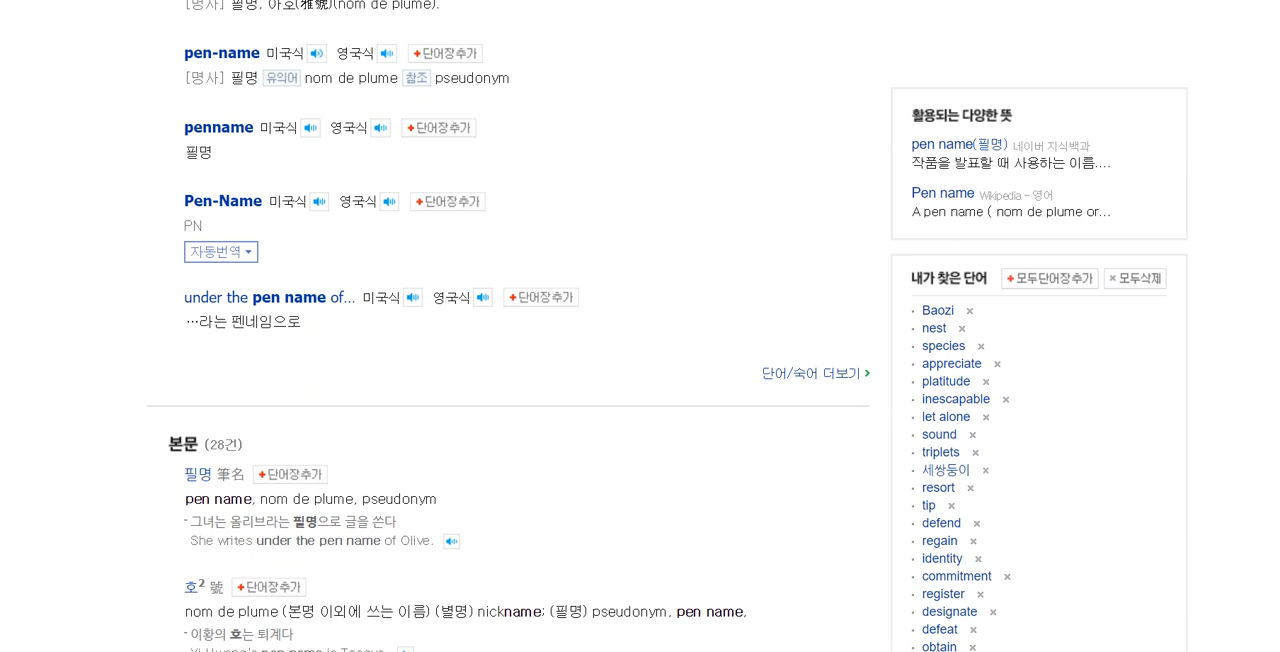 [명사] 필명, 아호(雅號)(nom de plume).
pen-name 미국식 영국식 +단어장추가
[명사] 필명 유의어 nom de plume 참조 pseudonym
penname 미국식 영국식 +단어장추가
필명
Pen-Name 미국식 영국식 +단어장추가
PN
자동번역
under the pen name of... 미국식 영국식 +단어장추가
…라는 펜네임으로
단어/숙어 더보기
본문 (28건)
필명 筆名 +단어장추가
pen name, nom de plume, pseudonym
- 그녀는 올리브라는 필명으로 글을 쓴다
She writes under the pen name of Olive.
호2 號 +단어장추가
nom de plume (본명 이외에 쓰는 이름) (별명) nickname; (필명) pseudonym, pen name,
- 이황의 호는 퇴계다
Yi Hwang's pen name is Toegye.
활용되는 다양한 뜻
pen name(필명) 네이버 지식백과
작품을 발표할 때 사용하는 이름....
Pen name Wikipedia - 영어
A pen name ( nom de plume or...
내가 찾은 단어 +모두단어장추가 × 모두삭제
· Baozi ×
· nest ×
· species ×
· appreciate ×
· platitude ×
· inescapable ×
· let alone ×
· sound ×
· triplets ×
· 세쌍둥이 ×
· resort ×
· tip ×
· defend ×
· regain ×
· identity ×
· commitment ×
· register ×
· designate ×
· defeat ×
· obtain ×